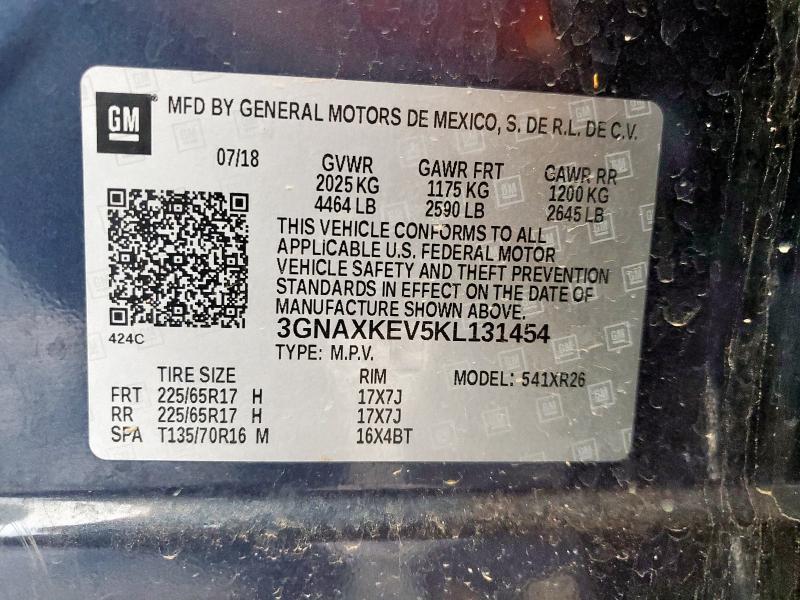 GM® MFD BY GENERAL MOTORS DE MEXICO, S. DE R.L. DE C.V.
07/18 GVWR GAWR FRT GAWR RR
2025 KG 1175 KG 1200 KG
4464 LB 2590 LB 2645 LB
THIS VEHICLE CONFORMS TO ALL
APPLICABLE U.S. FEDERAL MOTOR
VEHICLE SAFETY AND THEFT PREVENTION
STANDARDS IN EFFECT ON THE DATE OF
MANUFACTURE SHOWN ABOVE.
424C
3GNAXKEV5KL131454
TYPE: M.P.V.
TIRE SIZE RIM MODEL: 541XR26
FRT 225/65R17 H 17X7J
RR 225/65R17 H 17X7J
SPA T135/70R16 M 16X4BT